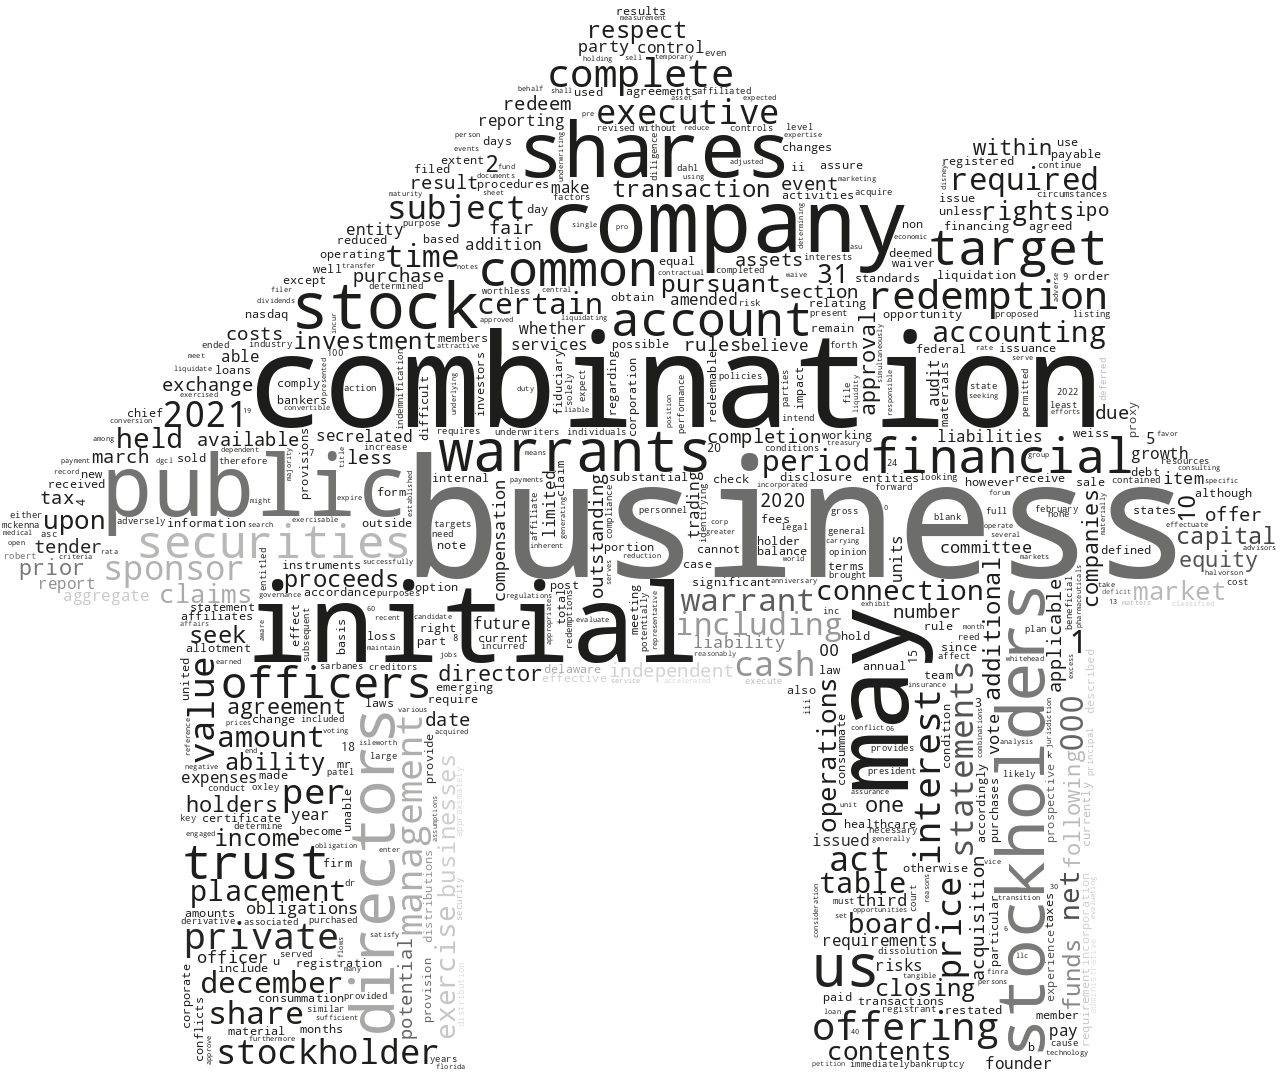 results
measurement
respect
party control even
holding sell temporary
complete
behalf shall used agreements affiliated
redeem asset expected
pre executive
reporting revised without reduce controls level
expertise
person days shares changes
events underwriting diligence
extent 2 fund dahl adjusted ii assure
filed documents using marketing
result procedures make transaction event acquire
maturity sheet factors activities
within use
payable
registered continue
disney required
circumstances
issue
unless rights ipo
financing agreed
subject day company
entity purpose fair single pro determining non
reduced based addition asu economic
operating time equal assets interests deemed target
well transfer notes common contractual completed waiver
except purchase waive 31 standards liquidation adverse 9 order
filer determined worthless central pursuant section
dividends stock certain obtain amended risk relating redemption
nasdaq incur approved liquidating present opportunity proposed listing
costs whether account remain approval accounting
ended industry investment members services possible rules believe forth federal rate issuance
meet able 100 attractive simultaneously serve
liquidate loans presented combination
exchange comply action indemnification difficult underlying investors duty fiduciary solely expect liable regarding corporation position performance redeemable policies parties impact file liquidity responsible audit materials state seeking permitted 2022 deferred
exercised bankers convertible intend least efforts
chief 2021 19 requires underwriters individuals due proxy
conversion treasury weiss
among held available secrelated warrants completion working liabilities 5 favor
payment march dgcl sold dependent therefore majority provisions 7 title less means 20 period financial group growth
record new internal payments substantial check disclosure entities 24 however receive debt consulting
tax 4 might public expire form established limited claim outstanding trading 2020 forward forum sale contained item specific
either upon exercisable targets affiliate generating compliance personnel identifying fees gross 0 full february materially 10 although
mckenna adversely information search outside need corp legal blank none states effectuate
medical asc note compensation inherent greater holder general operate companies offer
open tender rata securities business portion cannot balance opinion units committee several defined capital
robert criteria instruments successfully serves reduction case world terms markets advisors
prior sponsor entitled proceeds option post significant anniversary brought connection equity halvorson
report governance accordance purposes regulations take cost
aggregate claims initial warrant additional applicable beneficial pharmaceuticals deficit market
statement 60 candidate appropriate total redemptions meeting potentially representative including inc exhibit number month 13 matters classified
affiliates effect subsequent basis recent future evaluate hold rule reed plan 1
affairs aware loss right current liability 00 since
seek maintain part 8 incurred reasonably may 15 affect whitehead
allotment sarbanes creditors jobs law annual excess
united value earned officers director delaware independent cash team
emerging effective service accelerated execute insurance
agreement laws various require also iii 3 described
prices change included date acquired operations consummate conflict 06 interest condition statements combinations vote jurisdiction 000
reference amount voting directors management provide provides analysis k principal
end 18 isleworth
negative ability mr large president likely
expenses made patel assurance accordingly purchases stockholders prospective following currently
conduct oxley per unable businesses approximately unit one
holders year assumptions healthcare
key certificate become necessary
determine issued generally
engaged income obligation
trust firm enter act otherwise vice
dr table reasons court price acquisition transition 30
placement consideration must third particular net incorporation evaluating
amounts obligations distributions security set opportunities taxes
derivative associated purchased board 6 experience
private satisfy exercise requirements
officer u served flows dissolution llc
include registration potential us risks finra funds requirement administrative
corporate december many tangible persons
consummation provided provision distribution paid closing
share similar transactions
sufficient loan registrant restated member
conflicts material months offering pay
approve furthermore 40 b cause
stockholder years contents technology
florida petition immediately bankruptcy founder